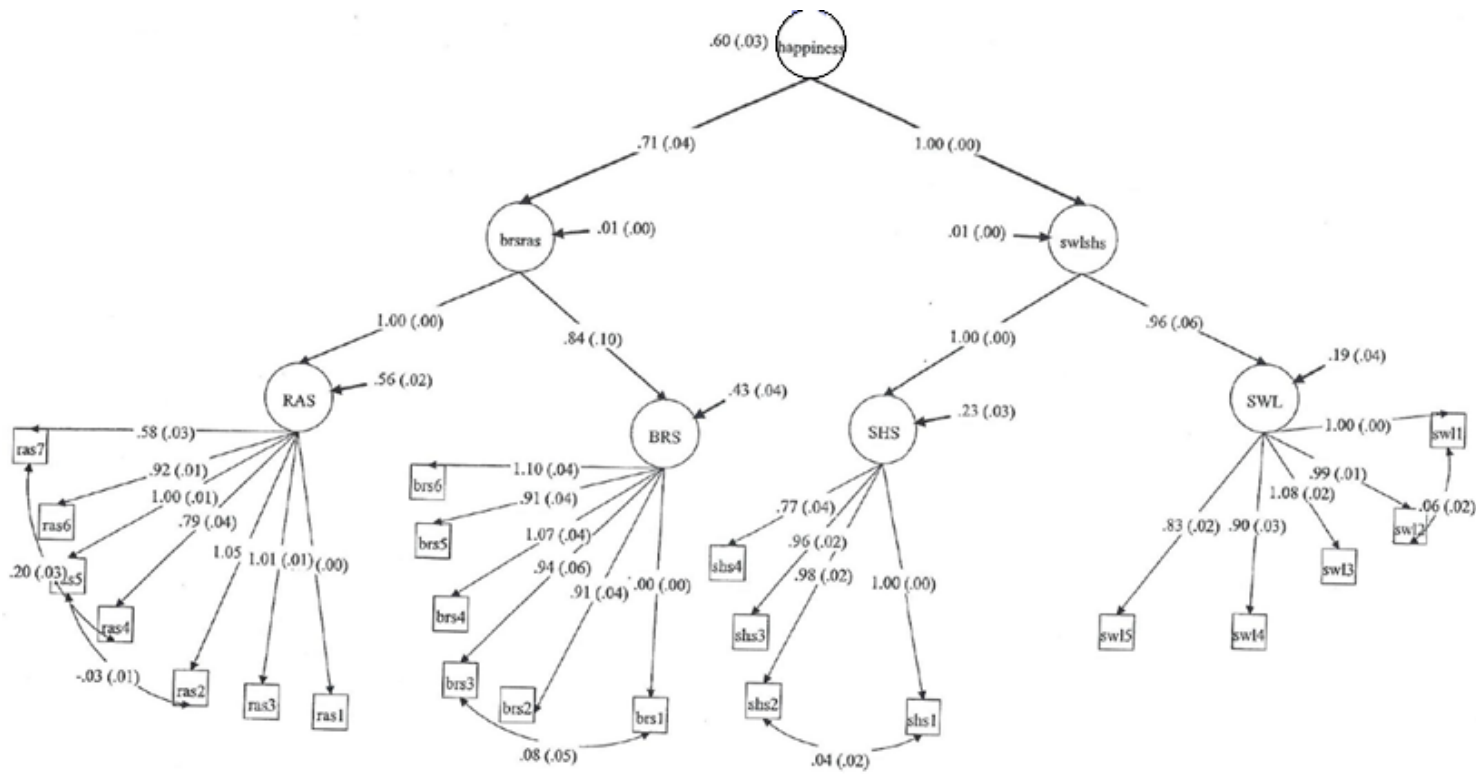 .60 (.03)
happiness
.71 (.04)
1.00 (.00)
brsras
.01 (.00)
.01 (.00)
swlshs
1.00 (.00)
.84 (.10)
1.00 (.00)
.96 (.06)
RAS
.56 (.02)
BRS
.43 (.04)
SHS
.23 (.03)
SWL
.19 (.04)
ras7
.58 (.03)
.92 (.01)
1.00 (.01)
.79 (.04)
1.05
1.01 (.01)
(.00)
ras6
.20 (.03)
ras4
-.03 (.01)
ras2
ras3
ras1
brs6
1.10 (.04)
.91 (.04)
1.07 (.04)
.94 (.06)
.91 (.04)
.00 (.00)
brs5
brs4
brs3
brs2
brs1
.08 (.05)
.77 (.04)
.96 (.02)
.98 (.02)
1.00 (.00)
shs4
shs3
shs2
shs1
.04 (.02)
1.00 (.00)
.99 (.01)
1.08 (.02)
.83 (.02)
.90 (.03)
swl1
.06 (.02)
swl2
swl3
swl5
swl4